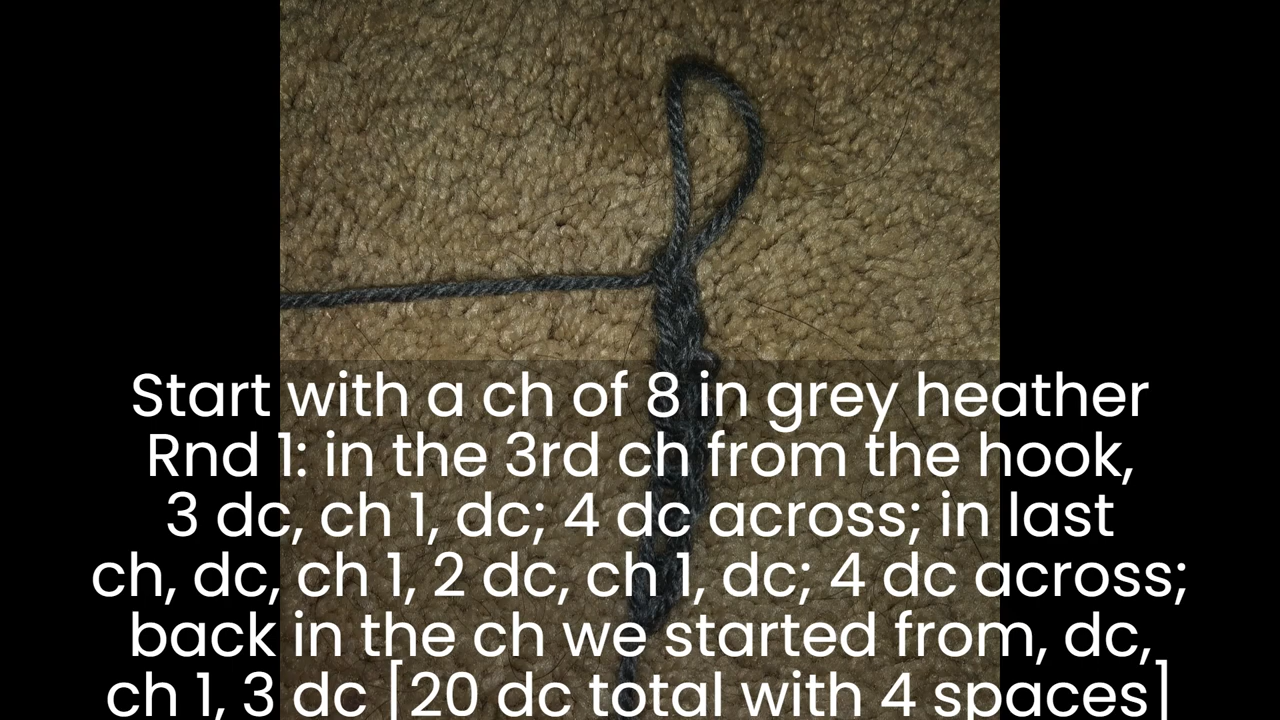 Start with a ch of 8 in grey heather
Rnd 1: in the 3rd ch from the hook,
3 dc, ch 1, dc; 4 dc across; in last
ch, dc, ch 1, 2 dc, ch 1, dc; 4 dc across;
back in the ch we started from, dc,
ch 1, 3 dc [20 dc total with 4 spaces]